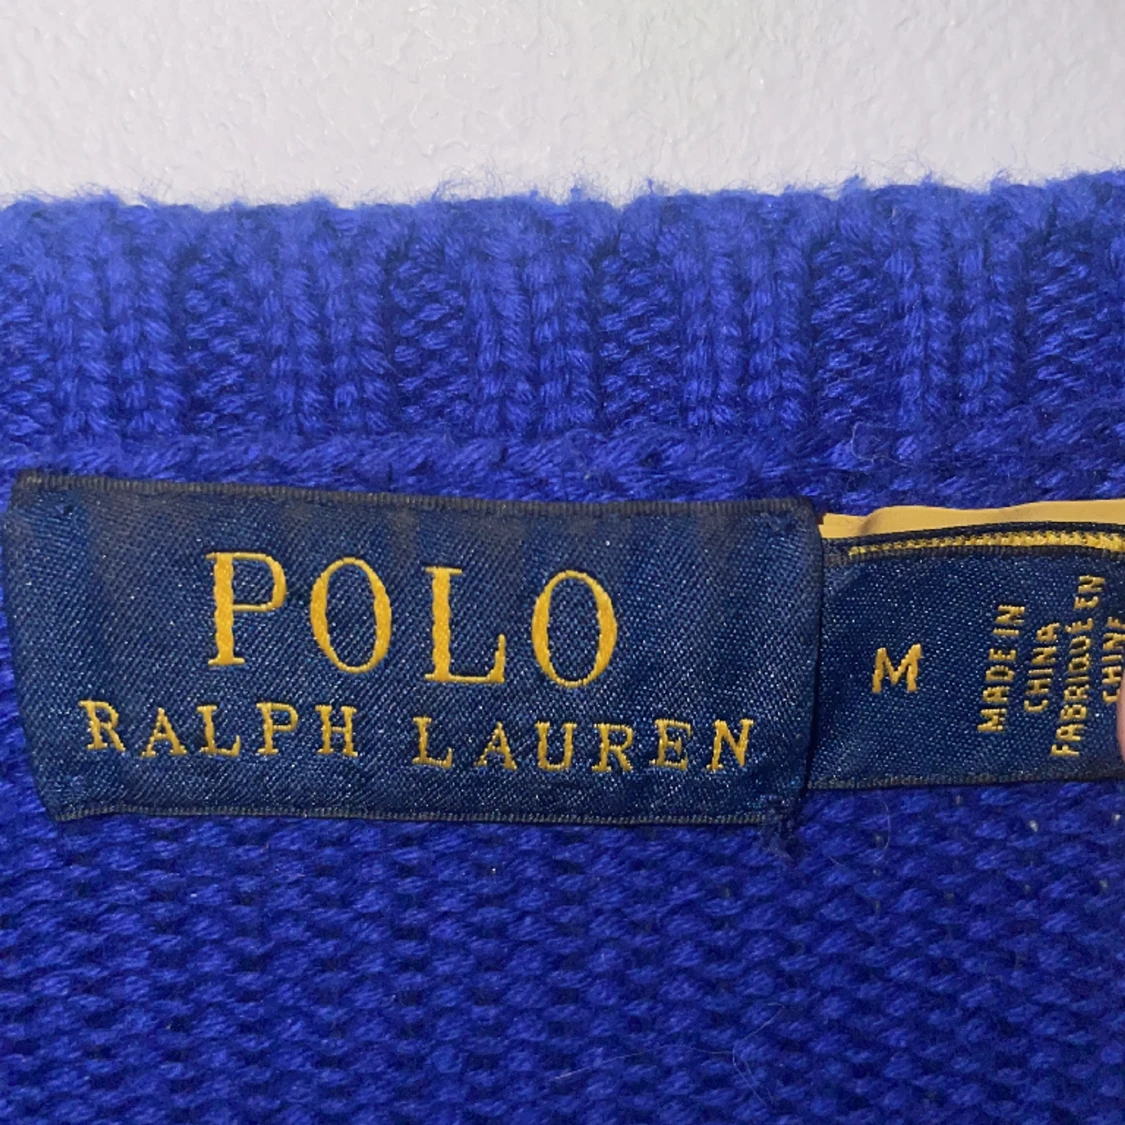 POLO
RALPH LAUREN
M
MADE IN
CHINA
FABRIQUÉ EN
CHINE